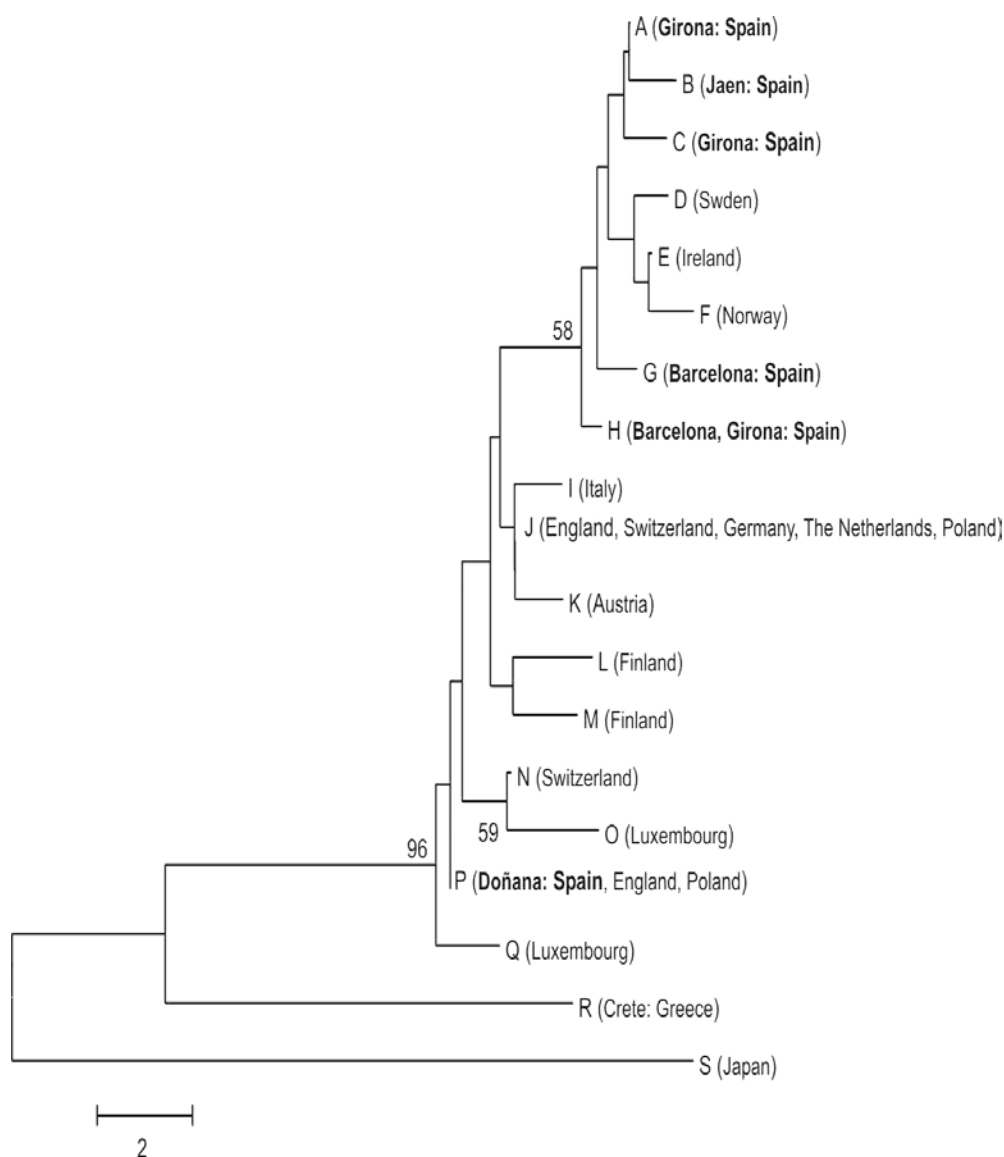 A (Girona: Spain)
B (Jaen: Spain)
C (Girona: Spain)
D (Swden)
E (Ireland)
F (Norway)
58
G (Barcelona: Spain)
H (Barcelona, Girona: Spain)
I (Italy)
J (England, Switzerland, Germany, The Netherlands, Poland)
K (Austria)
L (Finland)
M (Finland)
N (Switzerland)
59
O (Luxembourg)
96
P (Doñana: Spain, England, Poland)
Q (Luxembourg)
R (Crete: Greece)
S (Japan)
2